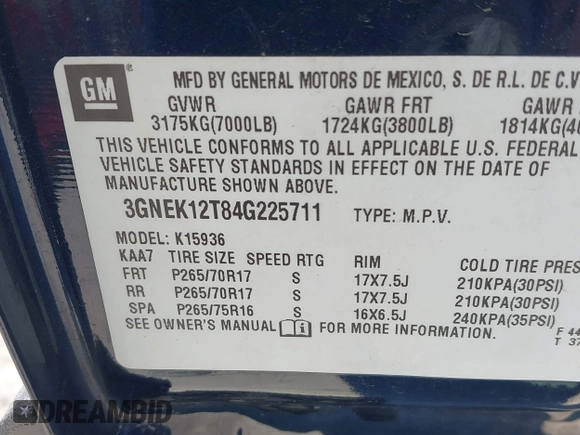 GM ®
MFD BY GENERAL MOTORS DE MEXICO, S. DE R.L. DE C.V
GVWR GAWR FRT GAWR
3175KG(7000LB) 1724KG(3800LB) 1814KG(40
THIS VEHICLE CONFORMS TO ALL APPLICABLE U.S. FEDERAL
VEHICLE SAFETY STANDARDS IN EFFECT ON THE DATE OF
MANUFACTURE SHOWN ABOVE.
3GNEK12T84G225711 TYPE: M.P.V.
MODEL: K15936
KAA7 TIRE SIZE SPEED RTG RIM COLD TIRE PRES
FRT P265/70R17 S 17X7.5J 210KPA(30PSI)
RR P265/70R17 S 17X7.5J 210KPA(30PSI)
SPA P265/75R16 S 16X6.5J 240KPA(35PSI)
SEE OWNER'S MANUAL FOR MORE INFORMATION.
F 44
T 37
DREAMBID